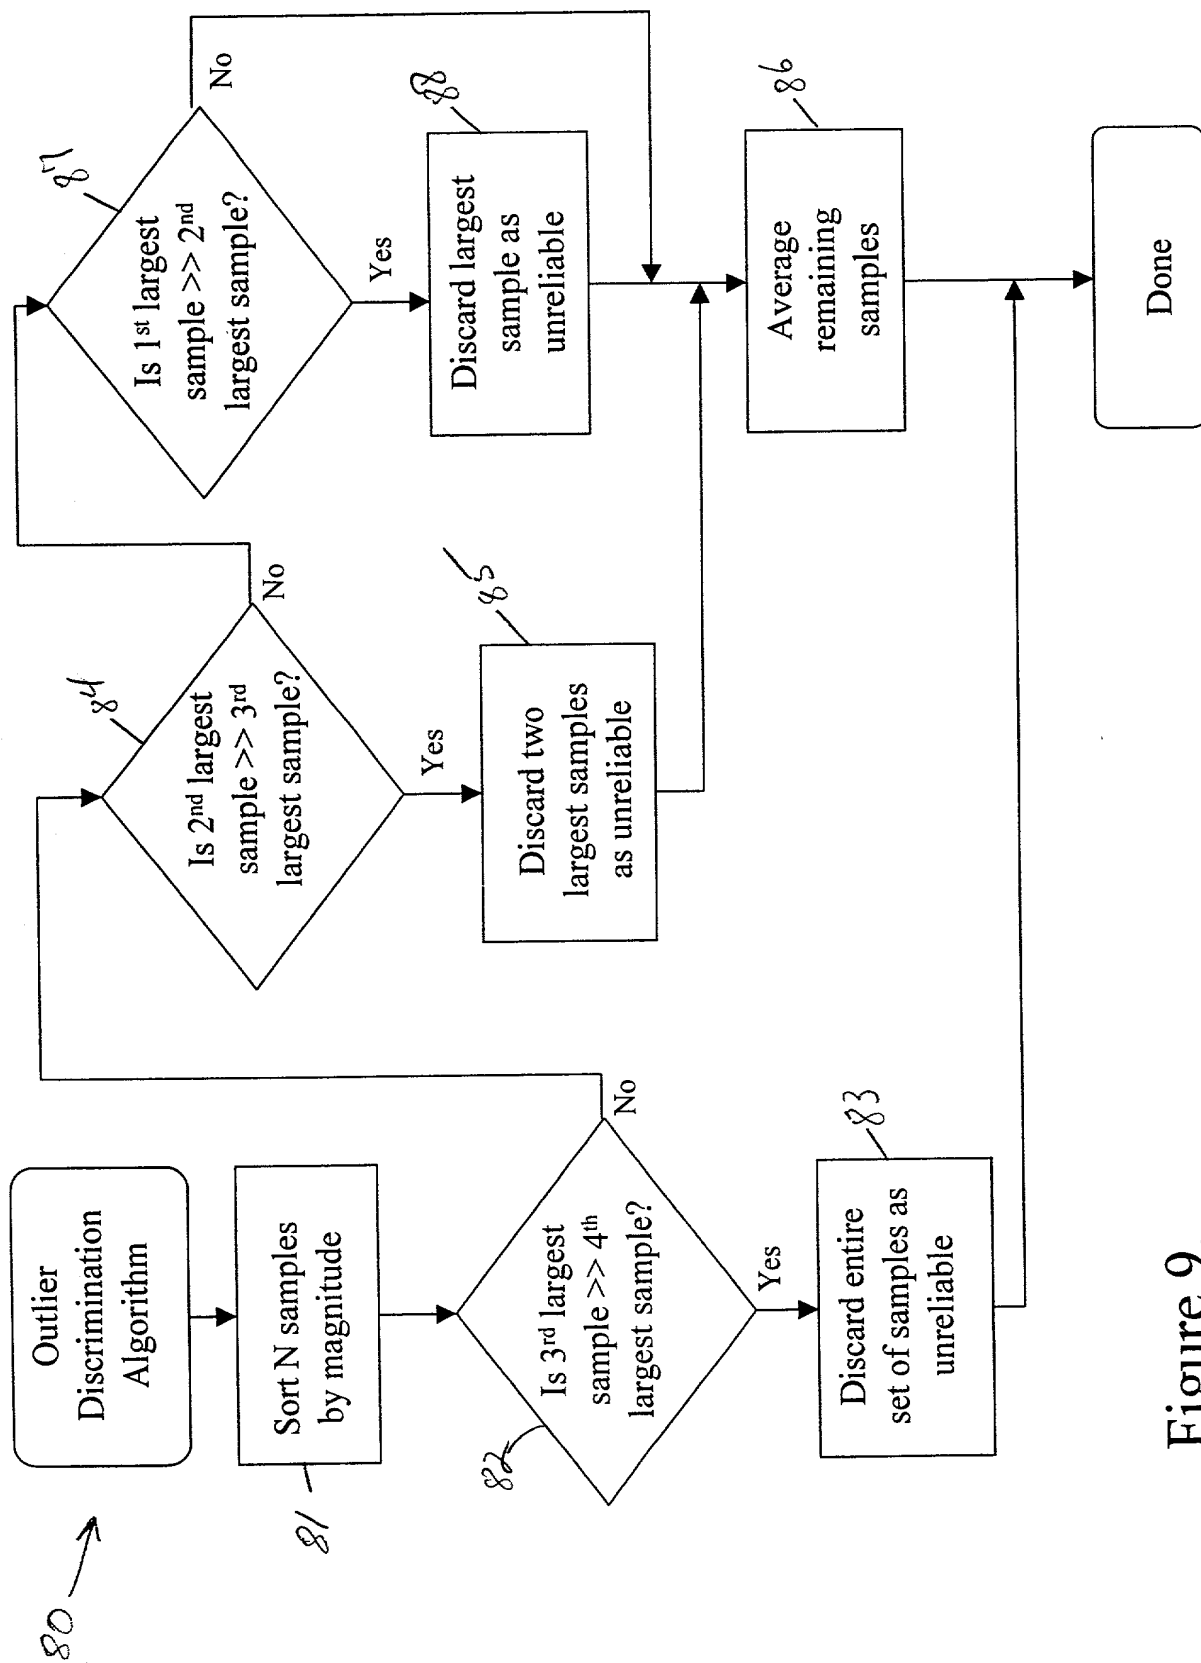 80
Outlier
Discrimination
Algorithm
81
Sort N samples
by magnitude
82
Is 3rd largest
sample >> 4th
largest sample?
No
Yes
83
Discard entire
set of samples as
unreliable
84
Is 2nd largest
sample >> 3rd
largest sample?
No
Yes
85
Discard two
largest samples
as unreliable
87
Is 1st largest
sample >> 2nd
largest sample?
No
Yes
88
Discard largest
sample as
unreliable
86
Average
remaining
samples
Done
Figure 9.